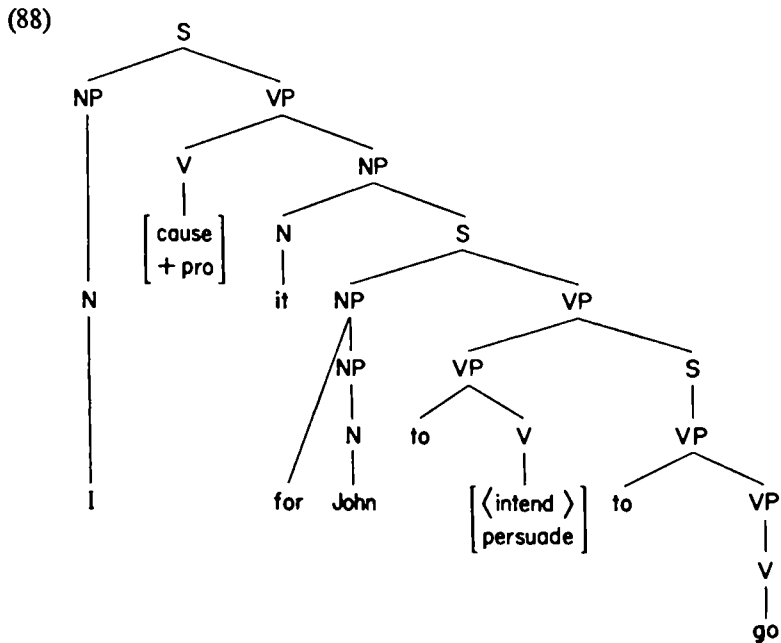 (88)
S
NP VP
V NP
[cause
+ pro]
N S
N it NP VP
NP VP S
N to V VP
I for John [⟨intend⟩
persuade] to VP
V
go